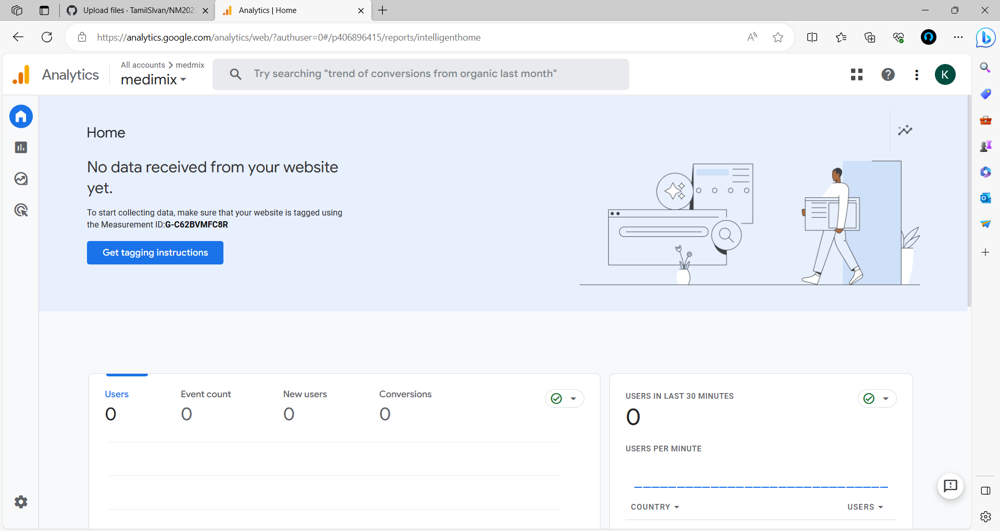 Upload files · TamilSlvan/NM202
Analytics | Home
https://analytics.google.com/analytics/web/?authuser=0#/p406896415/reports/intelligenthome
Analytics
All accounts > medmix
medimix
Try searching "trend of conversions from organic last month"
K
Home
No data received from your website
yet.
To start collecting data, make sure that your website is tagged using
the Measurement ID:G-C62BVMFC8R
Get tagging instructions
Users
Event count
New users
Conversions
0
0
0
0
USERS IN LAST 30 MINUTES
0
USERS PER MINUTE
COUNTRY
USERS